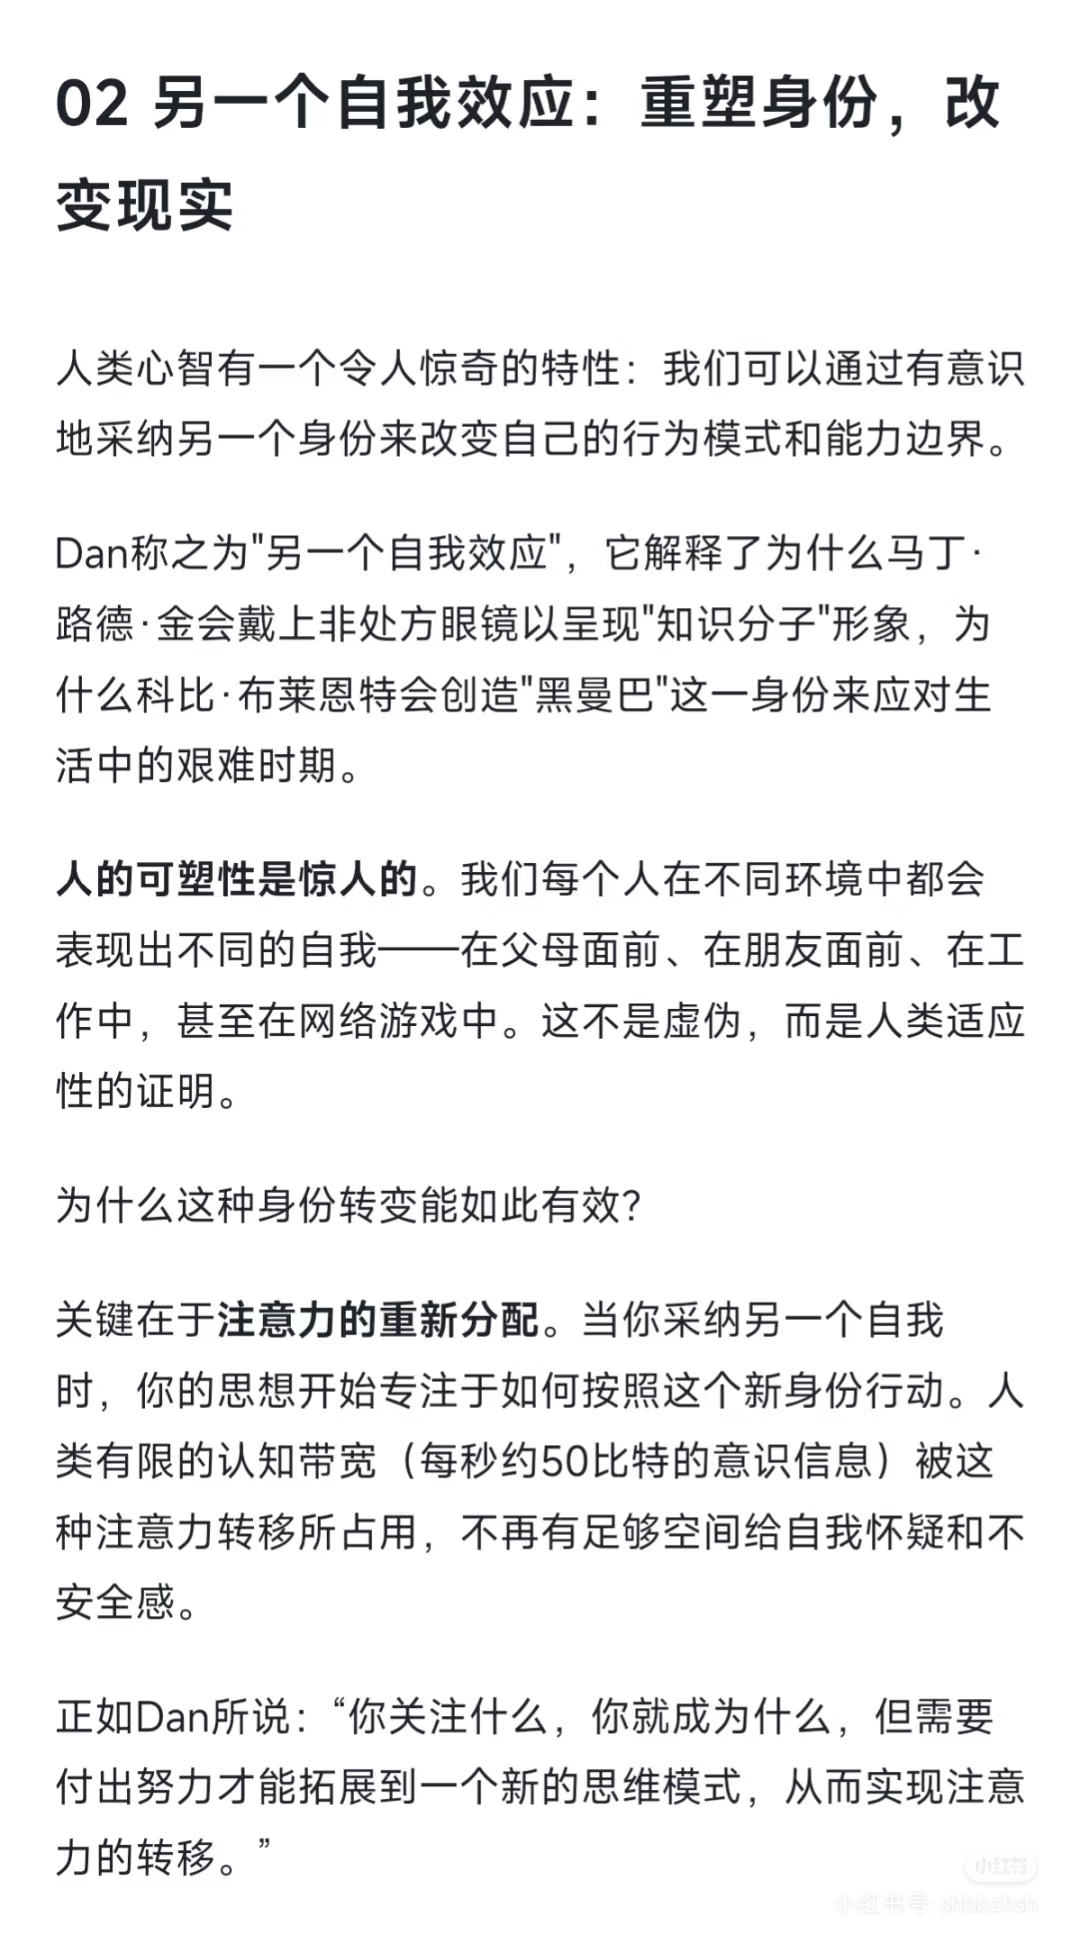 02 另一个自我效应：重塑身份，改
变现实
人类心智有一个令人惊奇的特性：我们可以通过有意识
地采纳另一个身份来改变自己的行为模式和能力边界。
Dan称之为"另一个自我效应"，它解释了为什么马丁·
路德·金会戴上非处方眼镜以呈现"知识分子"形象，为
什么科比·布莱恩特会创造"黑曼巴"这一身份来应对生
活中的艰难时期。
人的可塑性是惊人的。我们每个人在不同环境中都会
表现出不同的自我——在父母面前、在朋友面前、在工
作中，甚至在网络游戏中。这不是虚伪，而是人类适应
性的证明。
为什么这种身份转变能如此有效？
关键在于注意力的重新分配。当你采纳另一个自我
时，你的思想开始专注于如何按照这个新身份行动。人
类有限的认知带宽（每秒约50比特的意识信息）被这
种注意力转移所占用，不再有足够空间给自我怀疑和不
安全感。
正如Dan所说：“你关注什么，你就成为什么，但需要
付出努力才能拓展到一个新的思维模式，从而实现注意
力的转移。”
小红书
小红书号: shbbzhsh